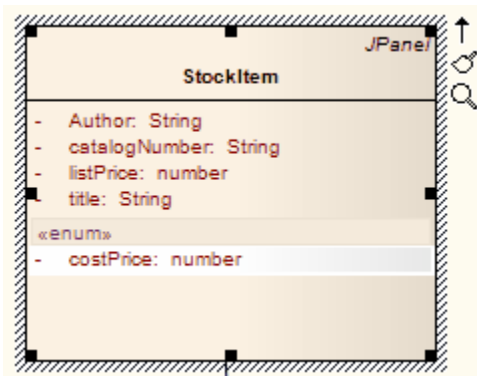 JPanel
StockItem
- Author: String
- catalogNumber: String
- listPrice: number
- title: String
«enum»
- costPrice: number